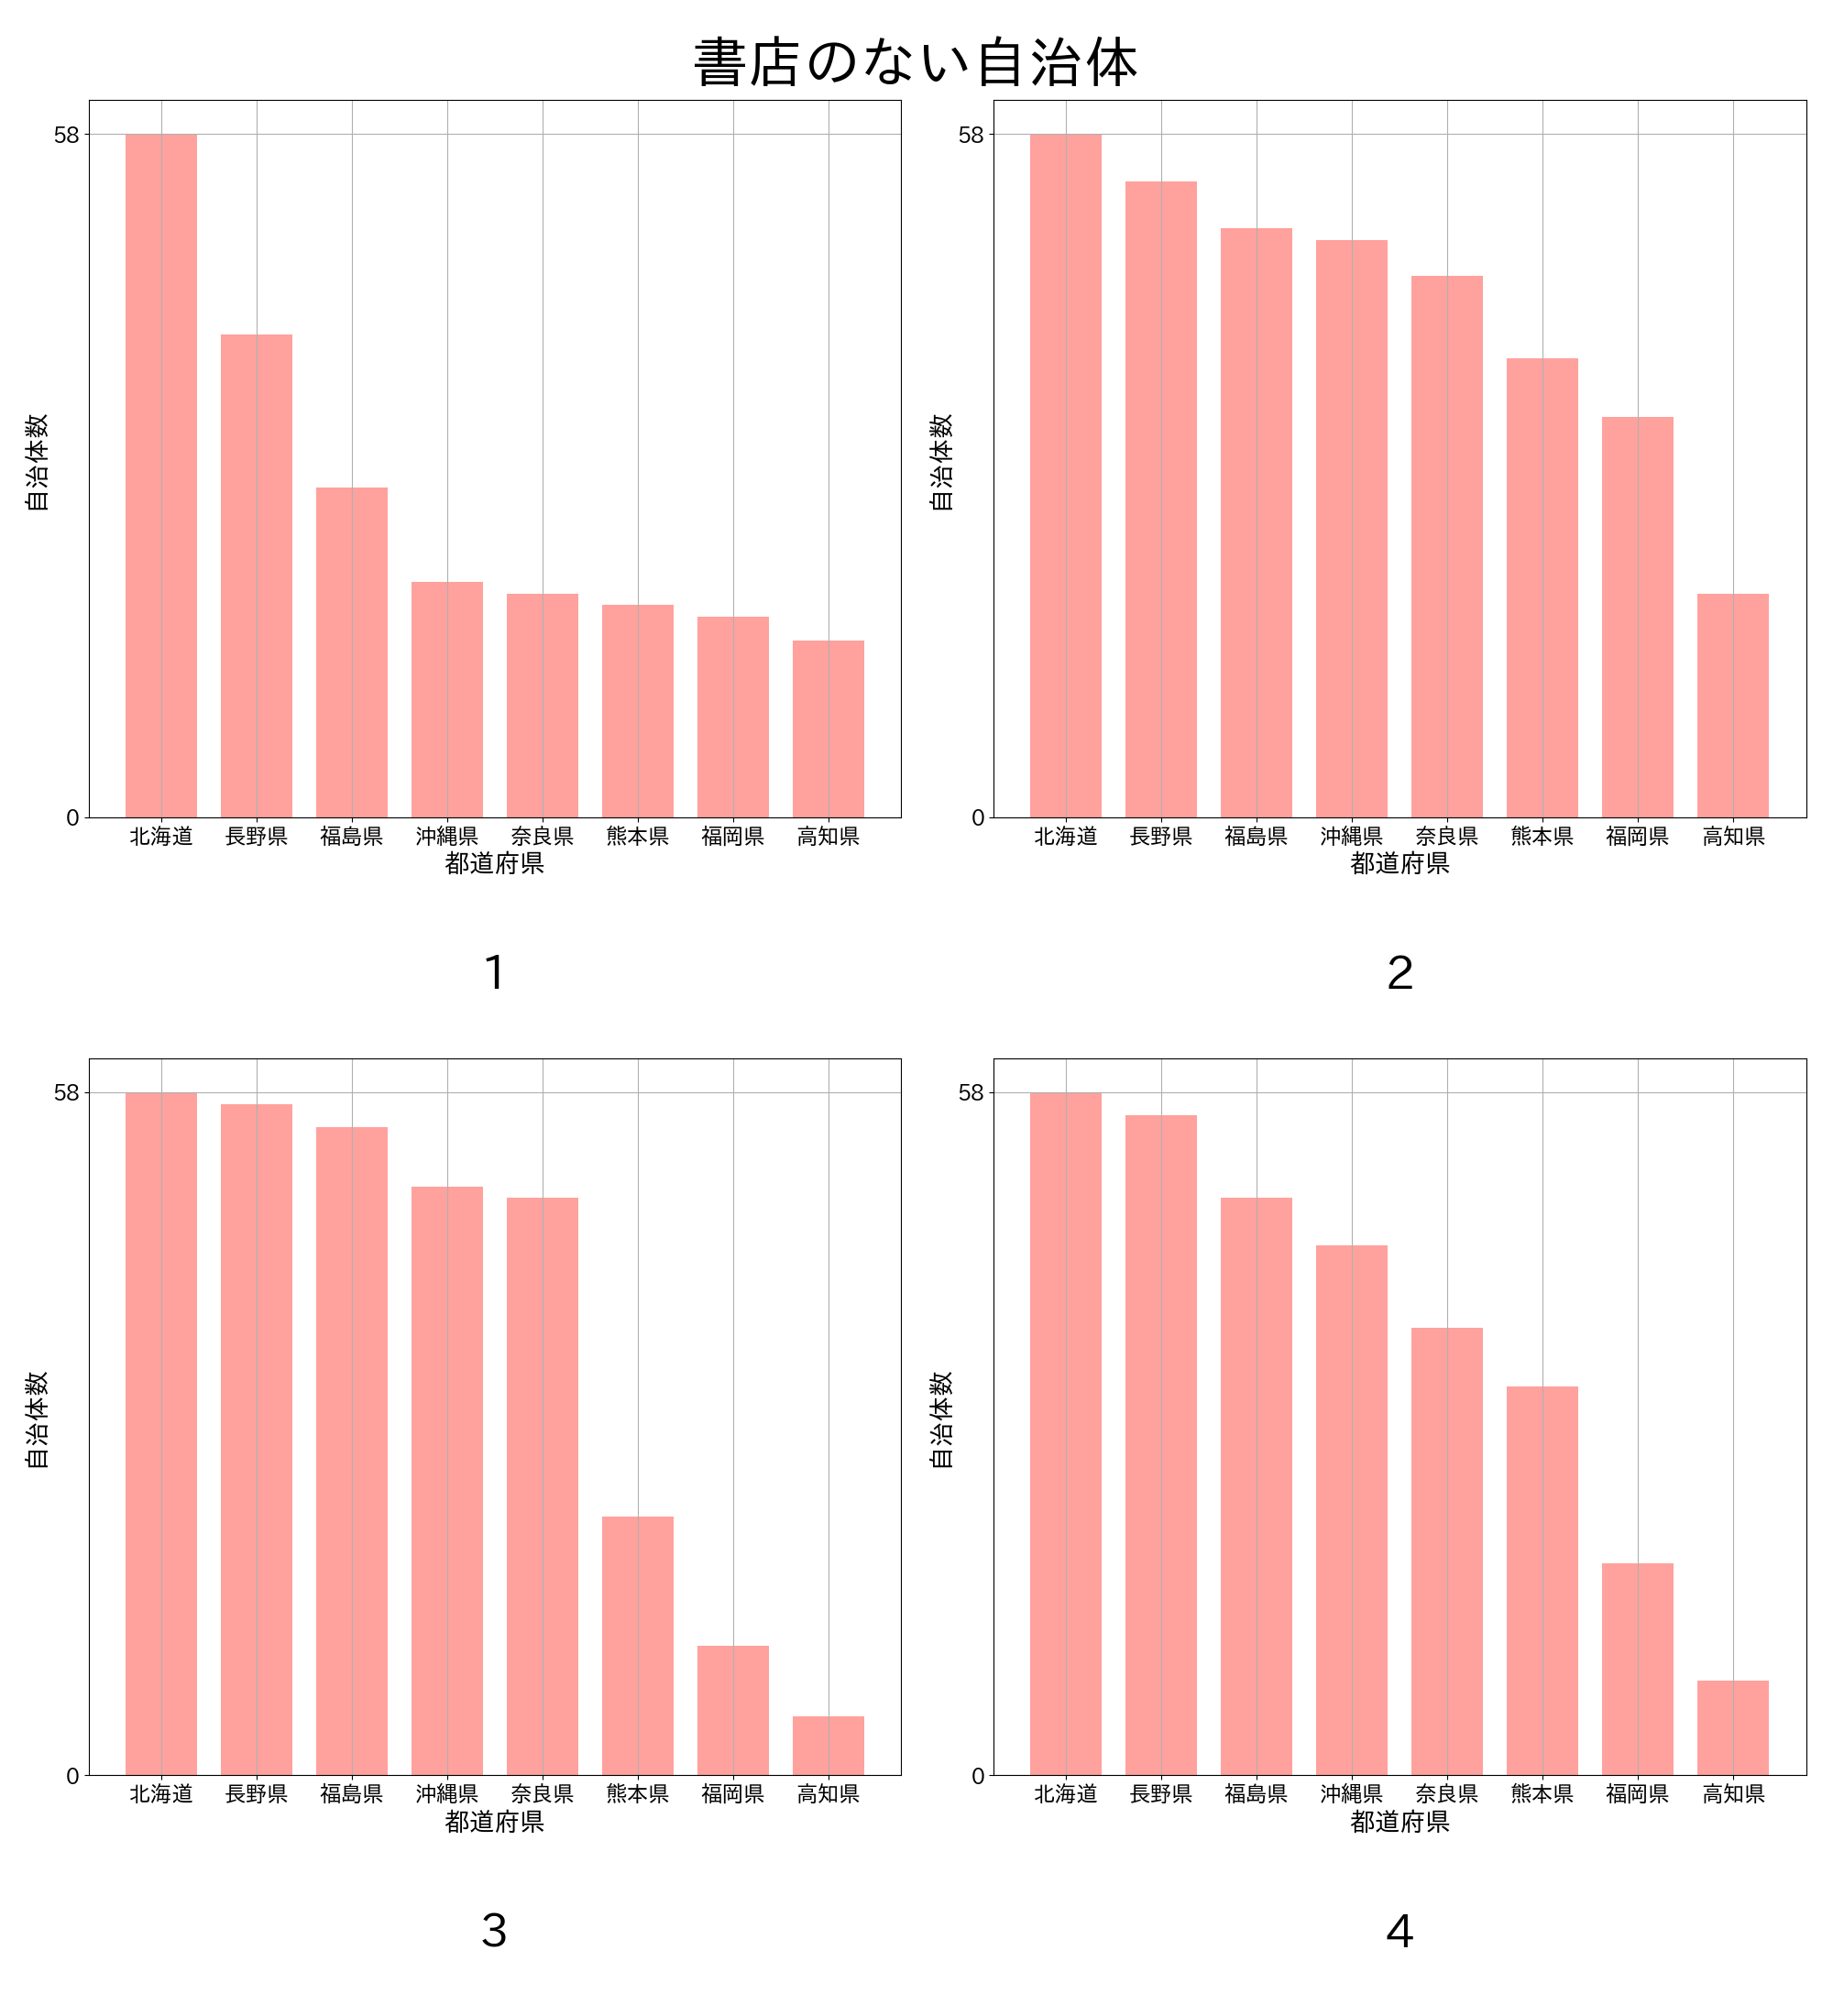 書店のない自治体
58
0
自治体数
北海道 長野県 福島県 沖縄県 奈良県 熊本県 福岡県 高知県
都道府県
1
58
0
自治体数
北海道 長野県 福島県 沖縄県 奈良県 熊本県 福岡県 高知県
都道府県
2
58
0
自治体数
北海道 長野県 福島県 沖縄県 奈良県 熊本県 福岡県 高知県
都道府県
3
58
0
自治体数
北海道 長野県 福島県 沖縄県 奈良県 熊本県 福岡県 高知県
都道府県
4